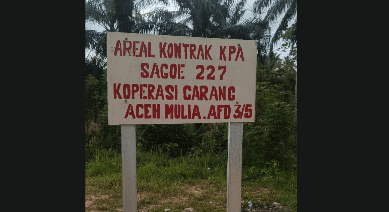 AREAL KONTRAK KPA
SAGOE 227
KOPERASI GARANG
ACEH MULIA. AFD 3/5